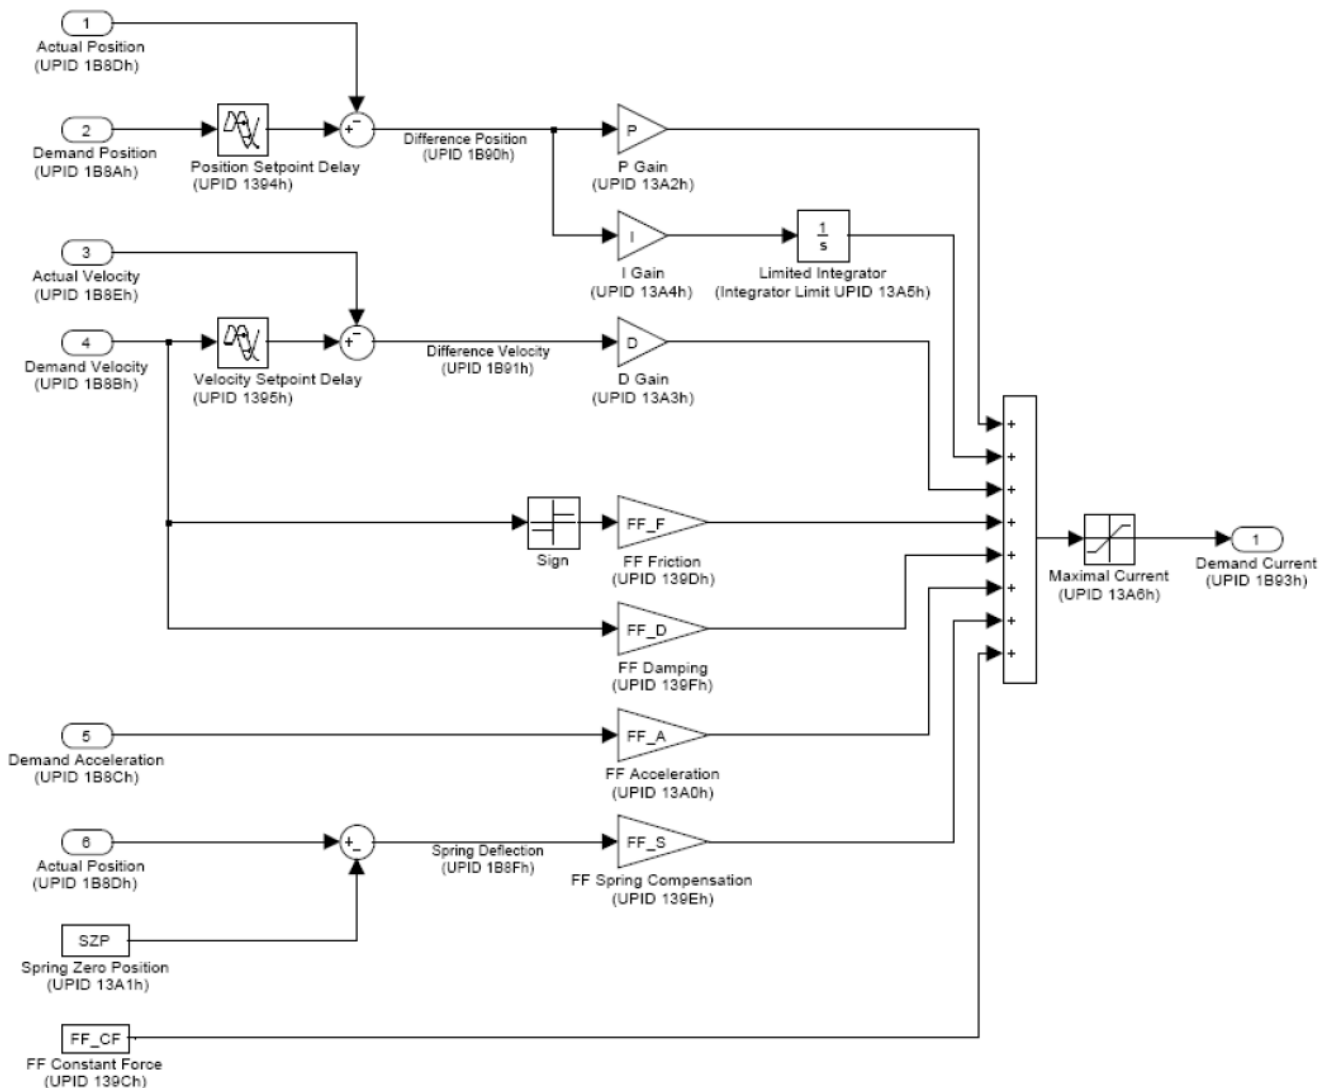 1
Actual Position
(UPID 1B8Dh)
2
Demand Position
(UPID 1B8Ah)
Position Setpoint Delay
(UPID 1394h)
+
-
Difference Position
(UPID 1B90h)
P
P Gain
(UPID 13A2h)
I
I Gain
(UPID 13A4h)
1
s
Limited Integrator
(Integrator Limit UPID 13A5h)
3
Actual Velocity
(UPID 1B8Eh)
4
Demand Velocity
(UPID 1B8Bh)
Velocity Setpoint Delay
(UPID 1395h)
+
-
Difference Velocity
(UPID 1B91h)
D
D Gain
(UPID 13A3h)
Sign
FF_F
FF Friction
(UPID 139Dh)
FF_D
FF Damping
(UPID 139Fh)
5
Demand Acceleration
(UPID 1B8Ch)
FF_A
FF Acceleration
(UPID 13A0h)
6
Actual Position
(UPID 1B8Dh)
+
-
Spring Deflection
(UPID 1B8Fh)
FF_S
FF Spring Compensation
(UPID 139Eh)
SZP
Spring Zero Position
(UPID 13A1h)
FF_CF
FF Constant Force
(UPID 139Ch)
+
+
+
+
+
+
+
+
Maximal Current
(UPID 13A6h)
1
Demand Current
(UPID 1B93h)